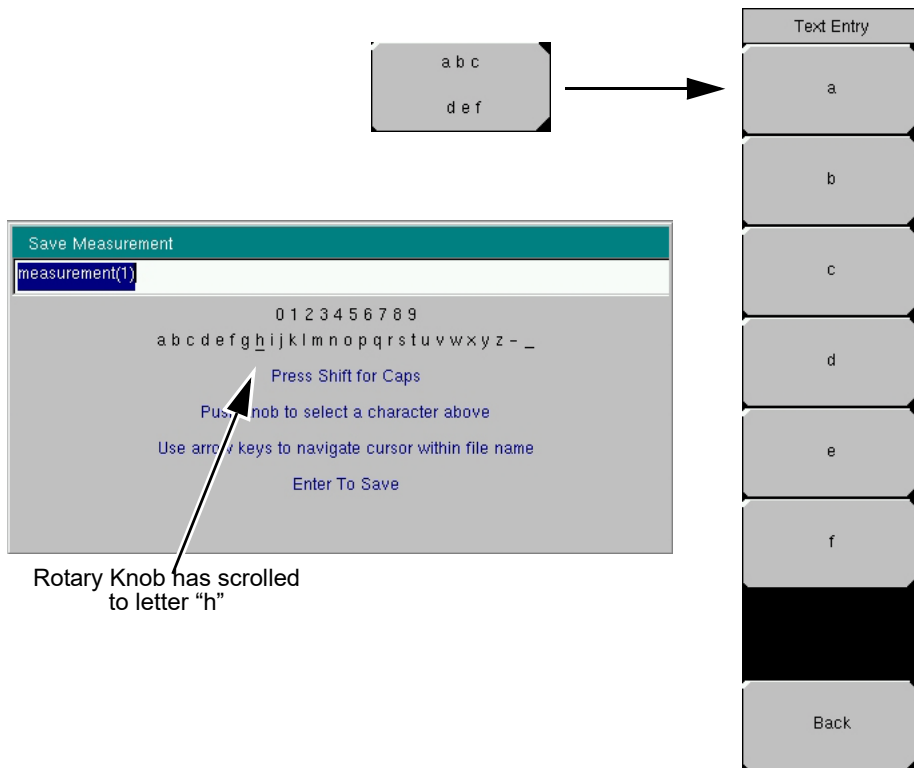 a b c
d e f
Text Entry
a
b
c
d
e
f
Back
Save Measurement
measurement(1)
0 1 2 3 4 5 6 7 8 9
a b c d e f g h i j k l m n o p q r s t u v w x y z - _
Press Shift for Caps
Push Knob to select a character above
Use arrow keys to navigate cursor within file name
Enter To Save
Rotary Knob has scrolled
to letter “h”